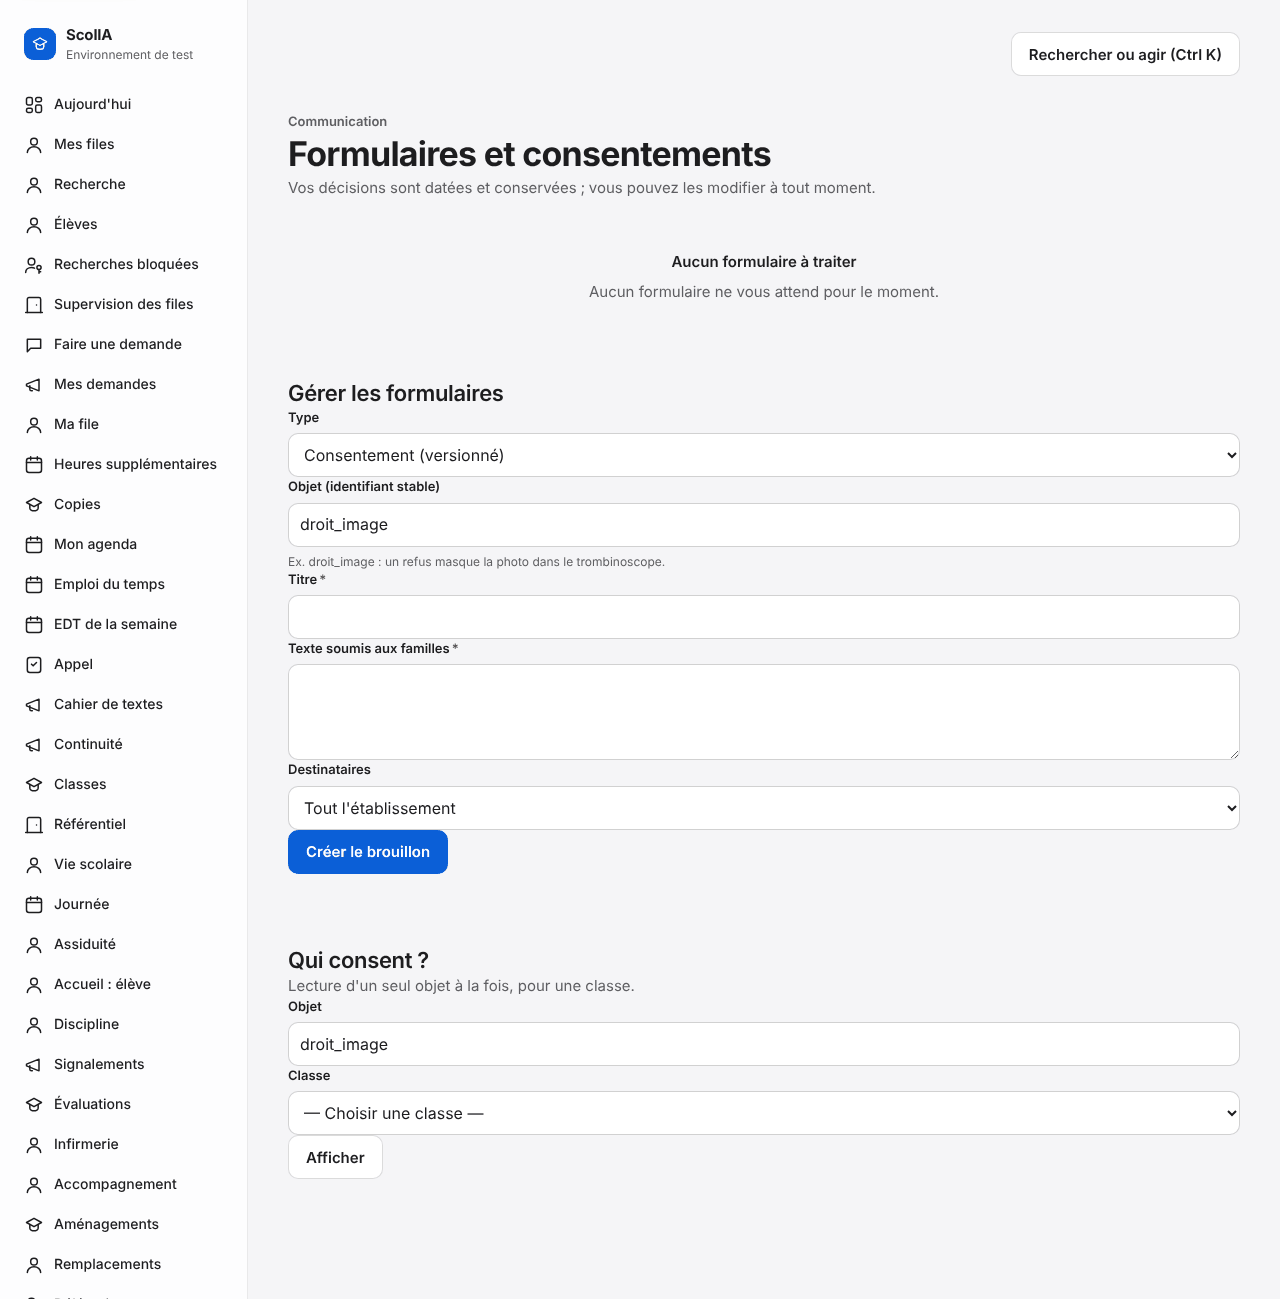 ScolIA
Environnement de test
Aujourd'hui
Mes files
Recherche
Élèves
Recherches bloquées
Supervision des files
Faire une demande
Mes demandes
Ma file
Heures supplémentaires
Copies
Mon agenda
Emploi du temps
EDT de la semaine
Appel
Cahier de textes
Continuité
Classes
Référentiel
Vie scolaire
Journée
Assiduité
Accueil : élève
Discipline
Signalements
Évaluations
Infirmerie
Accompagnement
Aménagements
Remplacements
Rechercher ou agir (Ctrl K)
Communication
Formulaires et consentements
Vos décisions sont datées et conservées ; vous pouvez les modifier à tout moment.
Aucun formulaire à traiter
Aucun formulaire ne vous attend pour le moment.
Gérer les formulaires
Type
Consentement (versionné)
Objet (identifiant stable)
droit_image
Ex. droit_image : un refus masque la photo dans le trombinoscope.
Titre *
Texte soumis aux familles *
Destinataires
Tout l'établissement
Créer le brouillon
Qui consent ?
Lecture d'un seul objet à la fois, pour une classe.
Objet
droit_image
Classe
— Choisir une classe —
Afficher